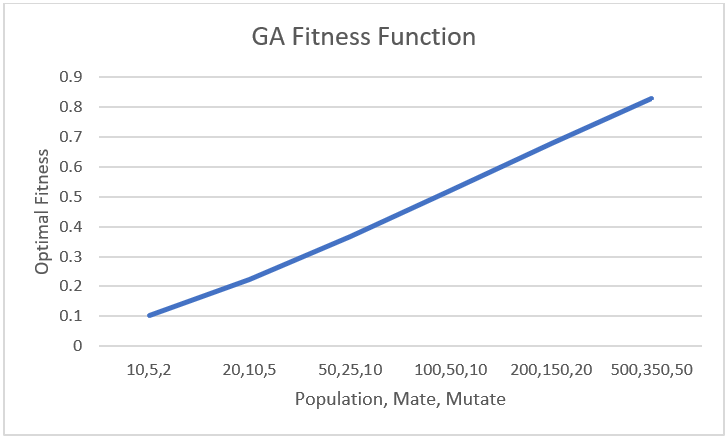 GA Fitness Function
Optimal Fitness
0.9
0.8
0.7
0.6
0.5
0.4
0.3
0.2
0.1
0
10,5,2 20,10,5 50,25,10 100,50,10 200,150,20 500,350,50
Population, Mate, Mutate